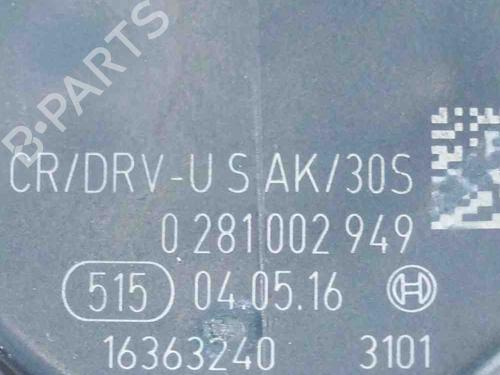 B-PARTS
CR/DRV-U S AK/30S
0 281 002 949
515 04.05.16
16363240 3101